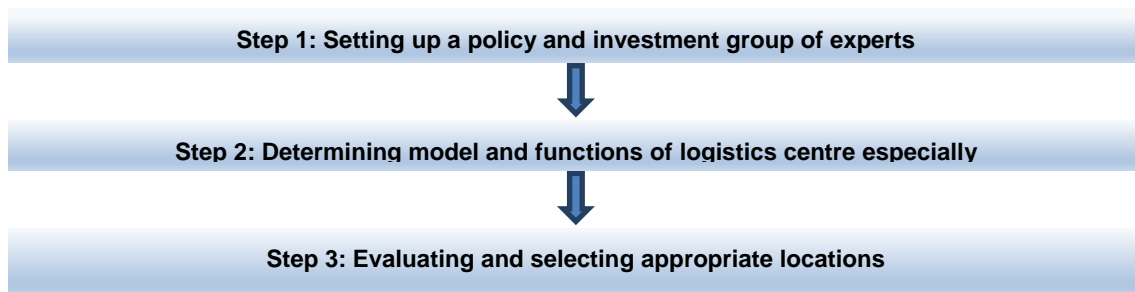 Step 1: Setting up a policy and investment group of experts
Step 2: Determining model and functions of logistics centre especially
Step 3: Evaluating and selecting appropriate locations